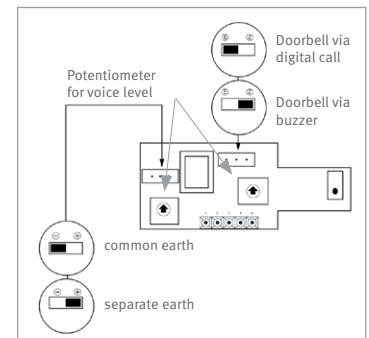 Doorbell via
digital call
Potentiometer
for voice level
Doorbell via
buzzer
common earth
separate earth